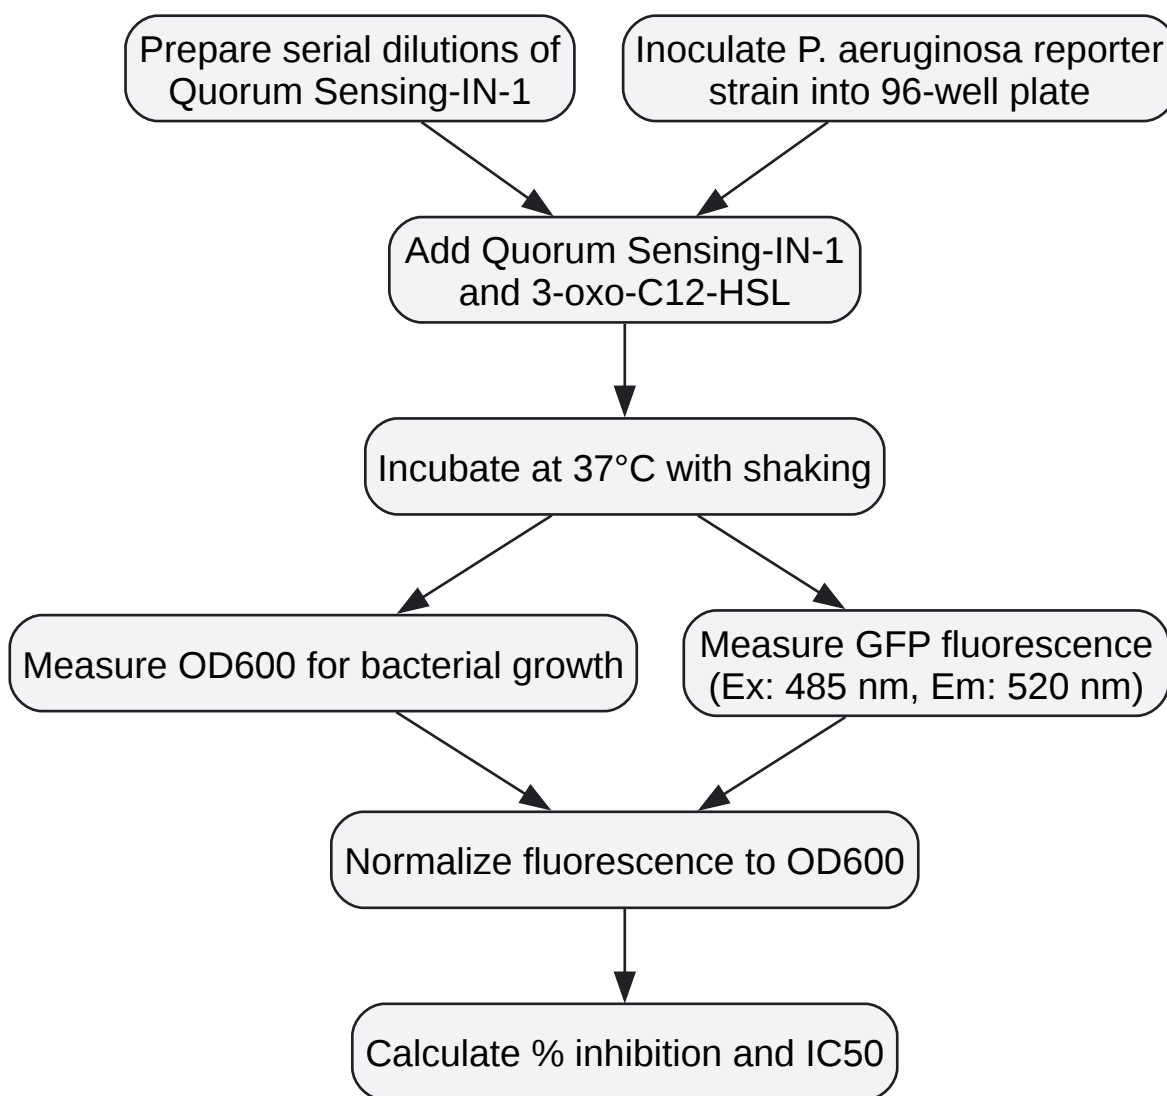 Prepare serial dilutions of
Quorum Sensing-IN-1
Inoculate P. aeruginosa reporter
strain into 96-well plate
Add Quorum Sensing-IN-1
and 3-oxo-C12-HSL
Incubate at 37°C with shaking
Measure OD600 for bacterial growth
Measure GFP fluorescence
(Ex: 485 nm, Em: 520 nm)
Normalize fluorescence to OD600
Calculate % inhibition and IC50